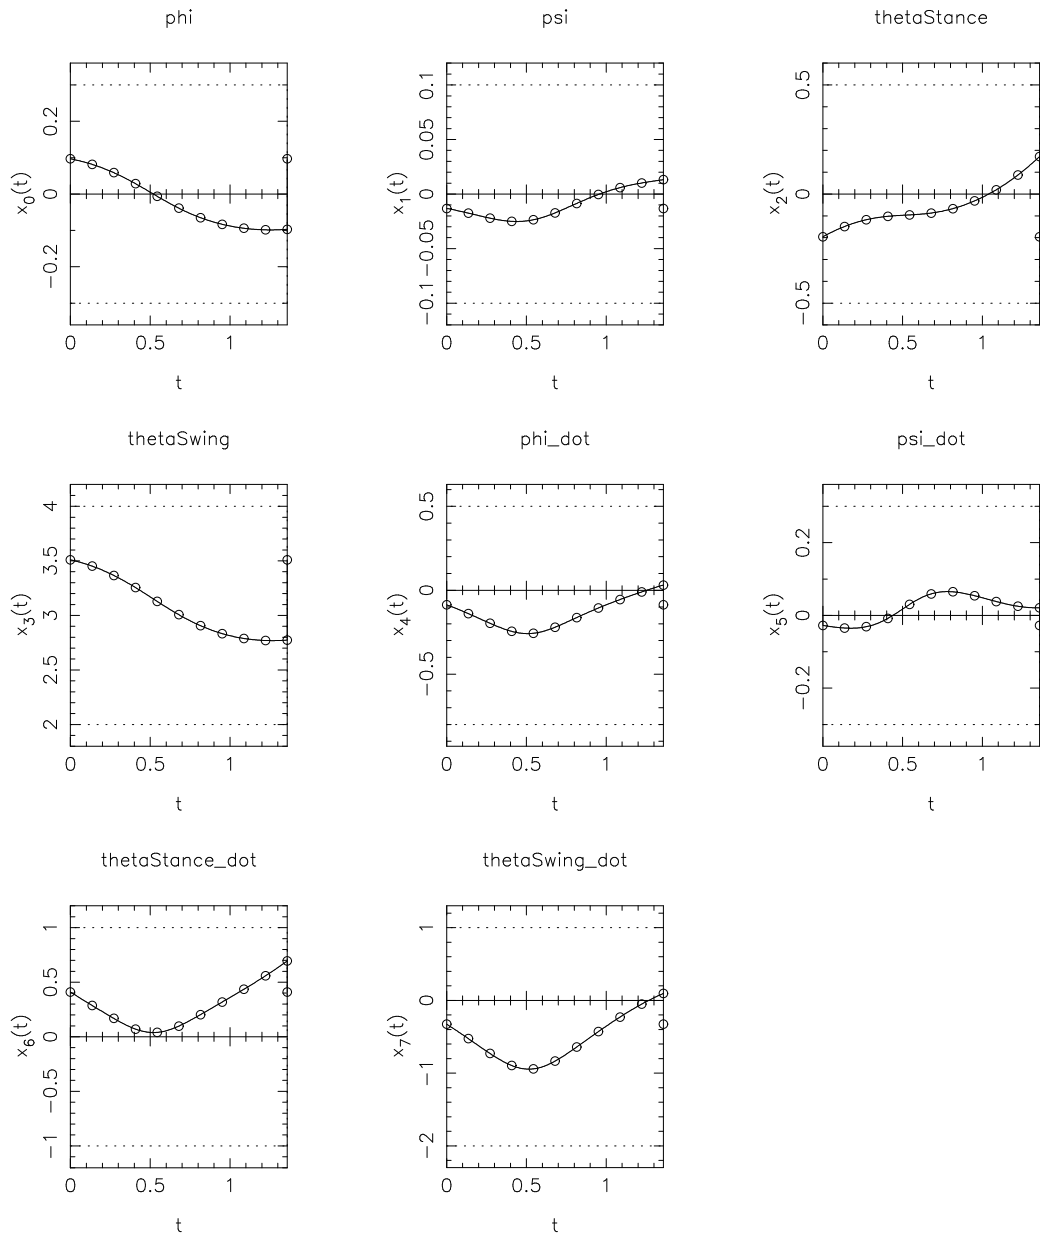 phi
psi
thetaStance
0.2
0
−0.2
x0(t)
0 0.5 1
t
0.1
0.05
0
−0.05
−0.1
x1(t)
0 0.5 1
t
0.5
0
−0.5
x2(t)
0 0.5 1
t
thetaSwing
phi_dot
psi_dot
4
3.5
3
2.5
2
x3(t)
0 0.5 1
t
0.5
0
−0.5
x4(t)
0 0.5 1
t
0.2
0
−0.2
x5(t)
0 0.5 1
t
thetaStance_dot
thetaSwing_dot
1
0.5
0
−0.5
−1
x6(t)
0 0.5 1
t
1
0
−1
−2
x7(t)
0 0.5 1
t